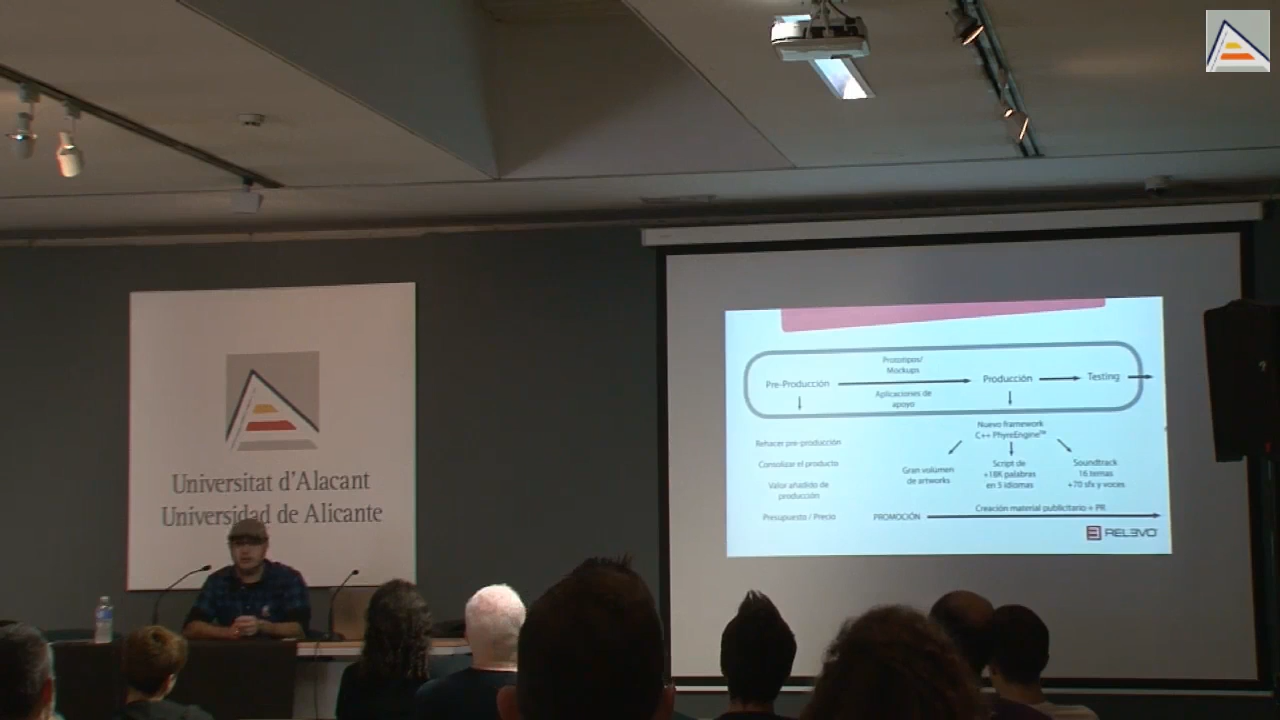 Universitat d'Alacant
Universidad de Alicante
Prototipos/
Mockups
Pre-Producción
Producción
Testing
Aplicaciones de
apoyo
Nuevo framework
C++ PhyreEngine™
Rehacer pre-producción
Consolizar el producto
Valor añadido de
producción
Presupuesto / Precio
Gran volumen
de artworks
Script de
+18K palabras
en 5 idiomas
Soundtrack
16 temas
+70 sfx y voces
PROMOCIÓN
Creación material publicitario + PR
RELEVO